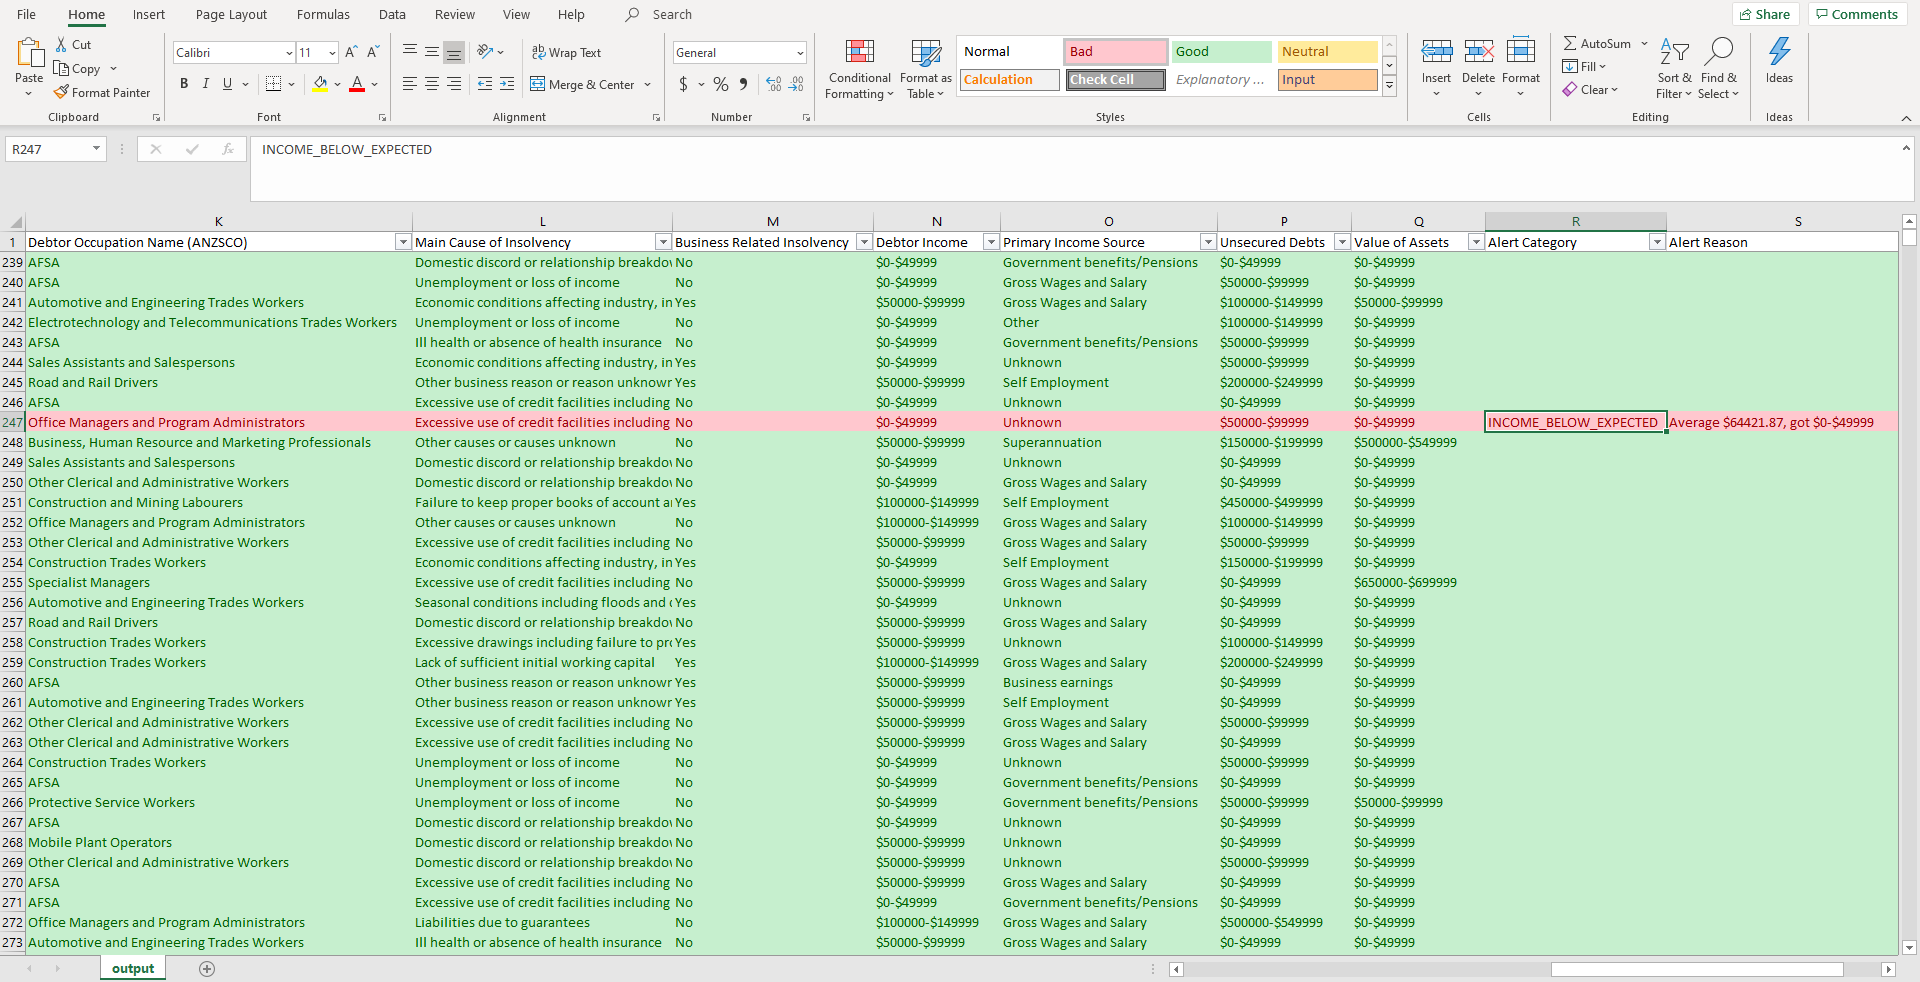 File Home Insert Page Layout Formulas Data Review View Help Search Share Comments
Paste Cut Copy Format Painter Clipboard
Calibri 11 A A B I U A Font
Wrap Text Merge & Center Alignment
General $ % Number
Conditional Formatting Format as Table Normal Bad Good Neutral Calculation Check Cell Explanatory ... Input Styles
Insert Delete Format Cells
AutoSum Fill Clear Sort & Filter Find & Select Editing
Ideas Ideas
R247 fx INCOME_BELOW_EXPECTED
K L M N O P Q R S
1 Debtor Occupation Name (ANZSCO) Main Cause of Insolvency Business Related Insolvency Debtor Income Primary Income Source Unsecured Debts Value of Assets Alert Category Alert Reason
239 AFSA Domestic discord or relationship breakdo No $0-$49999 Government benefits/Pensions $0-$49999 $0-$49999
240 AFSA Unemployment or loss of income No $0-$49999 Gross Wages and Salary $50000-$99999 $0-$49999
241 Automotive and Engineering Trades Workers Economic conditions affecting industry, in Yes $50000-$99999 Gross Wages and Salary $100000-$149999 $50000-$99999
242 Electrotechnology and Telecommunications Trades Workers Unemployment or loss of income No $0-$49999 Other $100000-$149999 $0-$49999
243 AFSA Ill health or absence of health insurance No $0-$49999 Government benefits/Pensions $50000-$99999 $0-$49999
244 Sales Assistants and Salespersons Economic conditions affecting industry, in Yes $0-$49999 Unknown $50000-$99999 $0-$49999
245 Road and Rail Drivers Other business reason or reason unknowr Yes $50000-$99999 Self Employment $200000-$249999 $0-$49999
246 AFSA Excessive use of credit facilities including No $0-$49999 Unknown $0-$49999 $0-$49999
247 Office Managers and Program Administrators Excessive use of credit facilities including No $0-$49999 Unknown $50000-$99999 $0-$49999 INCOME_BELOW_EXPECTED Average $64421.87, got $0-$49999
248 Business, Human Resource and Marketing Professionals Other causes or causes unknown No $50000-$99999 Superannuation $150000-$199999 $500000-$549999
249 Sales Assistants and Salespersons Domestic discord or relationship breakdo No $0-$49999 Unknown $0-$49999 $0-$49999
250 Other Clerical and Administrative Workers Domestic discord or relationship breakdo No $0-$49999 Gross Wages and Salary $0-$49999 $0-$49999
251 Construction and Mining Labourers Failure to keep proper books of account a Yes $100000-$149999 Self Employment $450000-$499999 $0-$49999
252 Office Managers and Program Administrators Other causes or causes unknown No $100000-$149999 Gross Wages and Salary $100000-$149999 $0-$49999
253 Other Clerical and Administrative Workers Excessive use of credit facilities including No $50000-$99999 Gross Wages and Salary $50000-$99999 $0-$49999
254 Construction Trades Workers Economic conditions affecting industry, in Yes $0-$49999 Self Employment $150000-$199999 $0-$49999
255 Specialist Managers Excessive use of credit facilities including No $50000-$99999 Gross Wages and Salary $0-$49999 $650000-$699999
256 Automotive and Engineering Trades Workers Seasonal conditions including floods and Yes $0-$49999 Unknown $0-$49999 $0-$49999
257 Road and Rail Drivers Domestic discord or relationship breakdo No $50000-$99999 Gross Wages and Salary $0-$49999 $0-$49999
258 Construction Trades Workers Excessive drawings including failure to pr Yes $50000-$99999 Unknown $100000-$149999 $0-$49999
259 Construction Trades Workers Lack of sufficient initial working capital Yes $100000-$149999 Gross Wages and Salary $200000-$249999 $0-$49999
260 AFSA Other business reason or reason unknowr Yes $50000-$99999 Business earnings $0-$49999 $0-$49999
261 Automotive and Engineering Trades Workers Other business reason or reason unknowr Yes $50000-$99999 Self Employment $0-$49999 $0-$49999
262 Other Clerical and Administrative Workers Excessive use of credit facilities including No $50000-$99999 Gross Wages and Salary $50000-$99999 $0-$49999
263 Other Clerical and Administrative Workers Excessive use of credit facilities including No $50000-$99999 Gross Wages and Salary $0-$49999 $0-$49999
264 Construction Trades Workers Unemployment or loss of income No $0-$49999 Unknown $50000-$99999 $0-$49999
265 AFSA Unemployment or loss of income No $0-$49999 Government benefits/Pensions $0-$49999 $0-$49999
266 Protective Service Workers Unemployment or loss of income No $0-$49999 Government benefits/Pensions $50000-$99999 $50000-$99999
267 AFSA Domestic discord or relationship breakdo No $0-$49999 Unknown $0-$49999 $0-$49999
268 Mobile Plant Operators Domestic discord or relationship breakdo No $50000-$99999 Unknown $0-$49999 $0-$49999
269 Other Clerical and Administrative Workers Domestic discord or relationship breakdo No $50000-$99999 Unknown $50000-$99999 $0-$49999
270 AFSA Excessive use of credit facilities including No $50000-$99999 Gross Wages and Salary $0-$49999 $0-$49999
271 AFSA Excessive use of credit facilities including No $0-$49999 Government benefits/Pensions $0-$49999 $0-$49999
272 Office Managers and Program Administrators Liabilities due to guarantees No $100000-$149999 Gross Wages and Salary $500000-$549999 $0-$49999
273 Automotive and Engineering Trades Workers Ill health or absence of health insurance No $50000-$99999 Gross Wages and Salary $0-$49999 $0-$49999
output